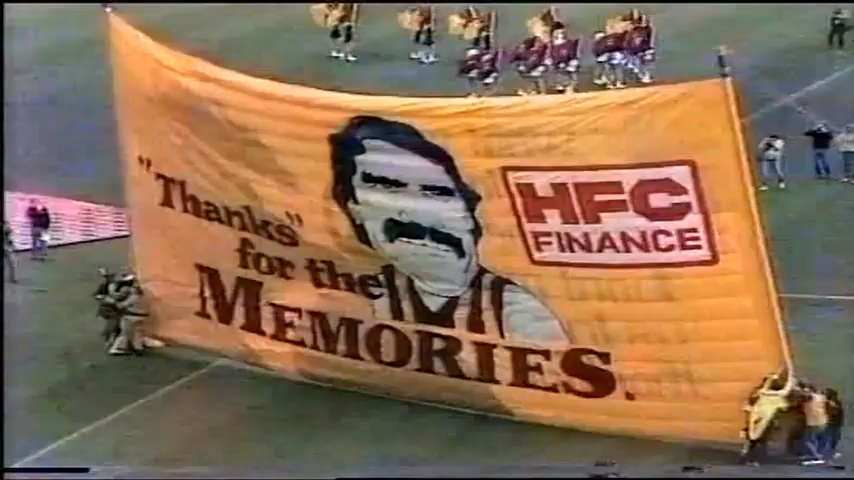 "Thanks"
for the
MEMORIES.
HFC
FINANCE